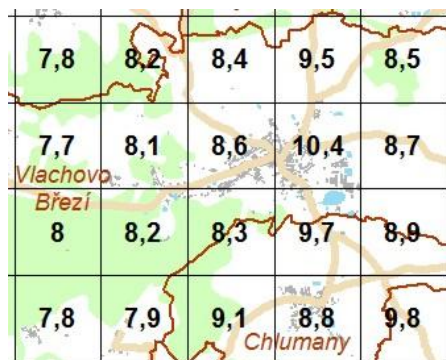 7,8 8,2 8,4 9,5 8,5
7,7 8,1 8,6 10,4 8,7
Vlachovo
Březí
8 8,2 8,3 9,7 8,9
7,8 7,9 9,1 8,8 9,8
Chlumany